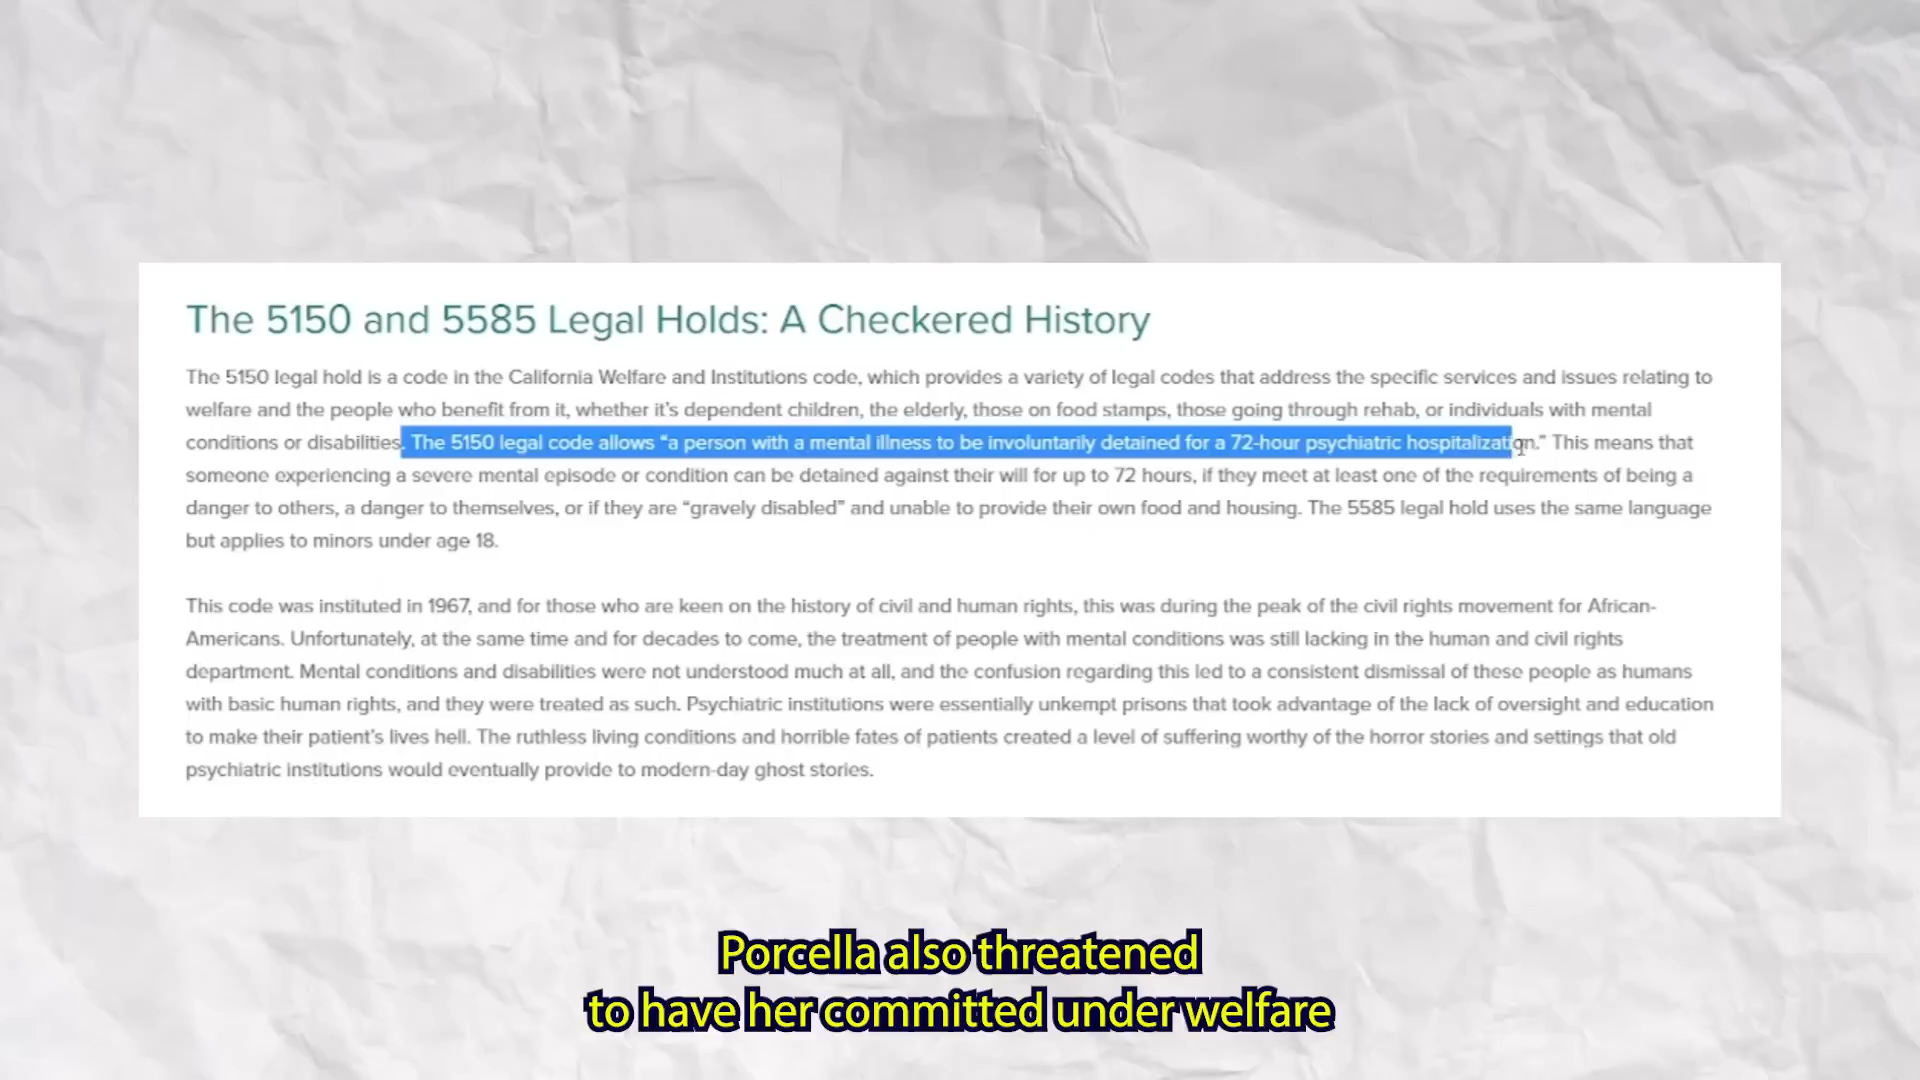 The 5150 and 5585 Legal Holds: A Checkered History
The 5150 legal hold is a code in the California Welfare and Institutions code, which provides a variety of legal codes that address the specific services and issues relating to
welfare and the people who benefit from it, whether it's dependent children, the elderly, those on food stamps, those going through rehab, or individuals with mental
conditions or disabilities. The 5150 legal code allows “a person with a mental illness to be involuntarily detained for a 72-hour psychiatric hospitalization.” This means that
someone experiencing a severe mental episode or condition can be detained against their will for up to 72 hours, if they meet at least one of the requirements of being a
danger to others, a danger to themselves, or if they are “gravely disabled” and unable to provide their own food and housing. The 5585 legal hold uses the same language
but applies to minors under age 18.
This code was instituted in 1967, and for those who are keen on the history of civil and human rights, this was during the peak of the civil rights movement for African-
Americans. Unfortunately, at the same time and for decades to come, the treatment of people with mental conditions was still lacking in the human and civil rights
department. Mental conditions and disabilities were not understood much at all, and the confusion regarding this led to a consistent dismissal of these people as humans
with basic human rights, and they were treated as such. Psychiatric institutions were essentially unkempt prisons that took advantage of the lack of oversight and education
to make their patient's lives hell. The ruthless living conditions and horrible fates of patients created a level of suffering worthy of the horror stories and settings that old
psychiatric institutions would eventually provide to modern-day ghost stories.
Porcella also threatened
to have her committed under welfare